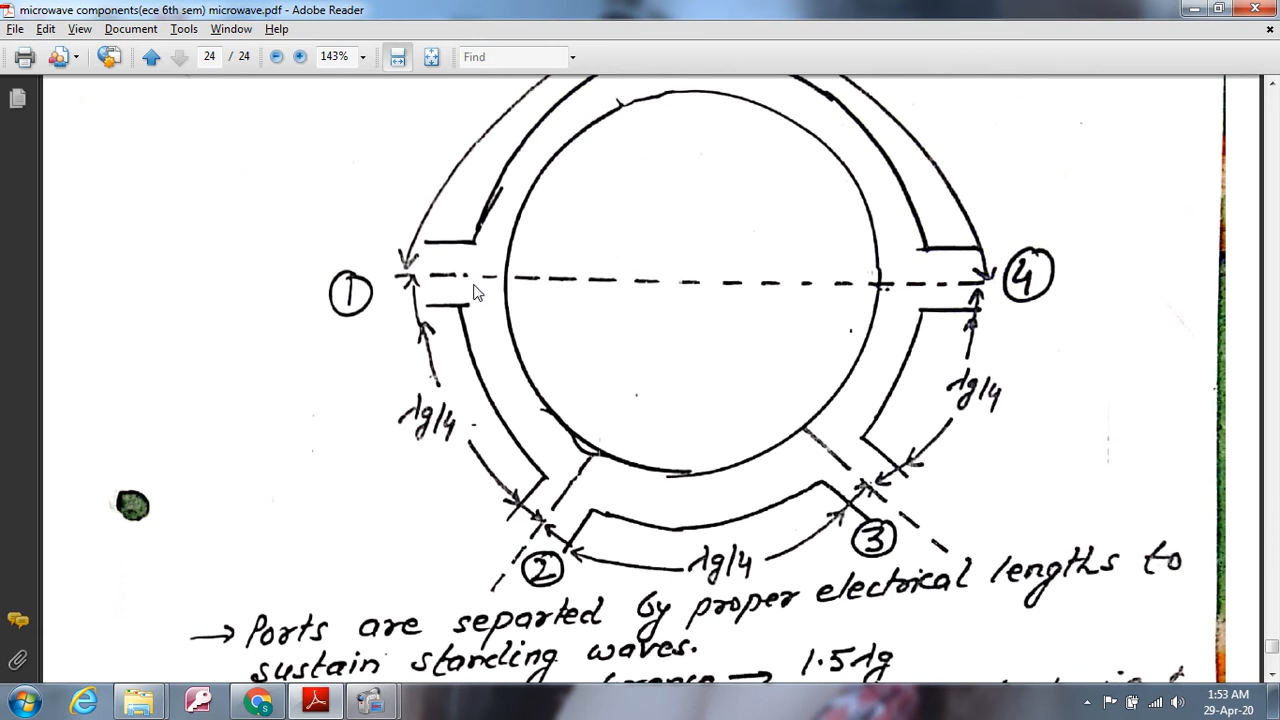 microwave components(ece 6th sem) microwave.pdf - Adobe Reader
File Edit View Document Tools Window Help
24 / 24 143% Find
① ④
λg/4 λg/4
② λg/4 ③
→ Ports are separated by proper electrical lengths to
sustain standing waves.
→ 1.5λg
1:53 AM
29-Apr-20